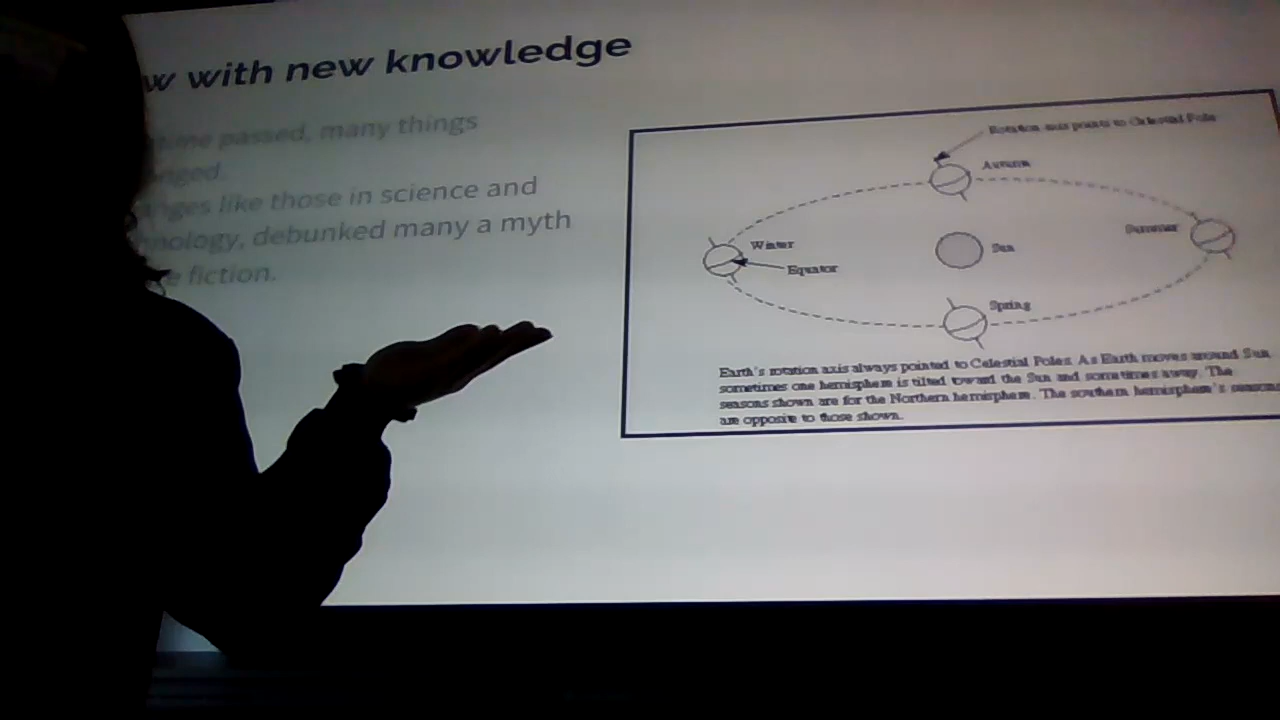 w with new knowledge
time passed, many things
nged.
nges like those in science and
nology, debunked many a myth
e fiction.
Rotation axis points to Celestial Pole
Autumn
Summer
Winter
Sun
Equator
Spring
Earth's rotation axis always pointed to Celestial Poles. As Earth moves around Sun
sometimes one hemisphere is tilted toward the Sun and sometimes away. The
seasons shown are for the Northern hemisphere. The southern hemisphere's seasons
are opposite to those shown.